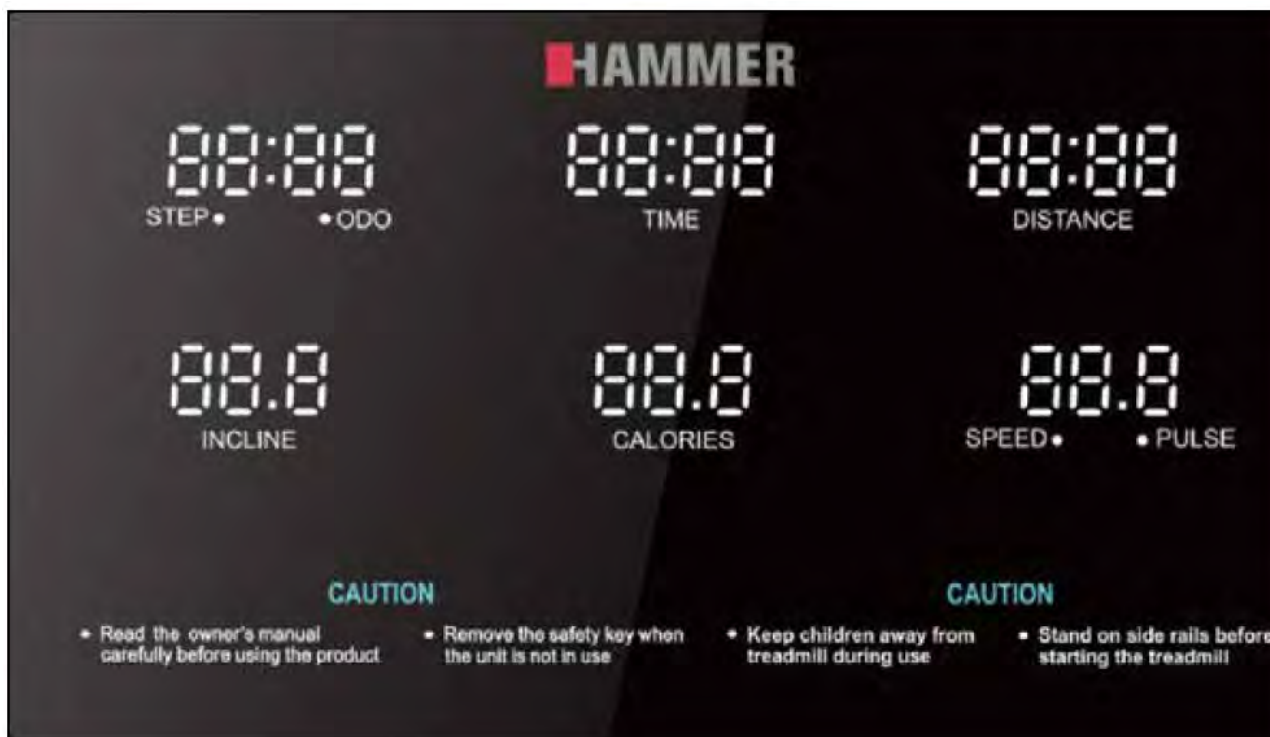 HAMMER
88:88 88:88 88:88
STEP• •ODO TIME DISTANCE
88.8 88.8 88.8
INCLINE CALORIES SPEED• •PULSE
CAUTION CAUTION
• Read the owner's manual • Remove the safety key when • Keep children away from • Stand on side rails before
carefully before using the product the unit is not in use treadmill during use starting the treadmill